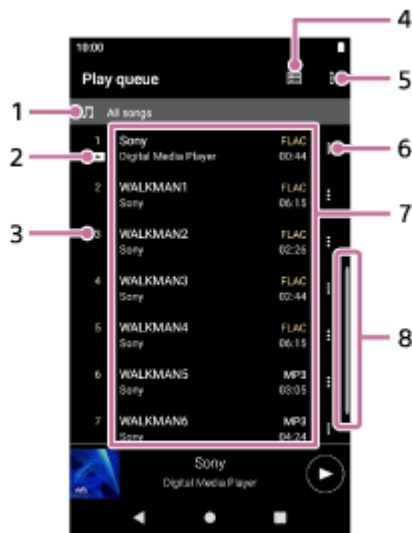 4
10:00
Play queue
5
1
All songs
1 Sony FLAC
2
Digital Media Player 00:44
6
2 WALKMAN1 FLAC
Sony 06:15
7
3
3 WALKMAN2 FLAC
Sony 02:26
4 WALKMAN3 FLAC
Sony 02:44
5 WALKMAN4 FLAC
Sony 06:15
8
6 WALKMAN5 MP3
Sony 03:05
7 WALKMAN6 MP3
Sony 04:24
Sony
Digital Media Player